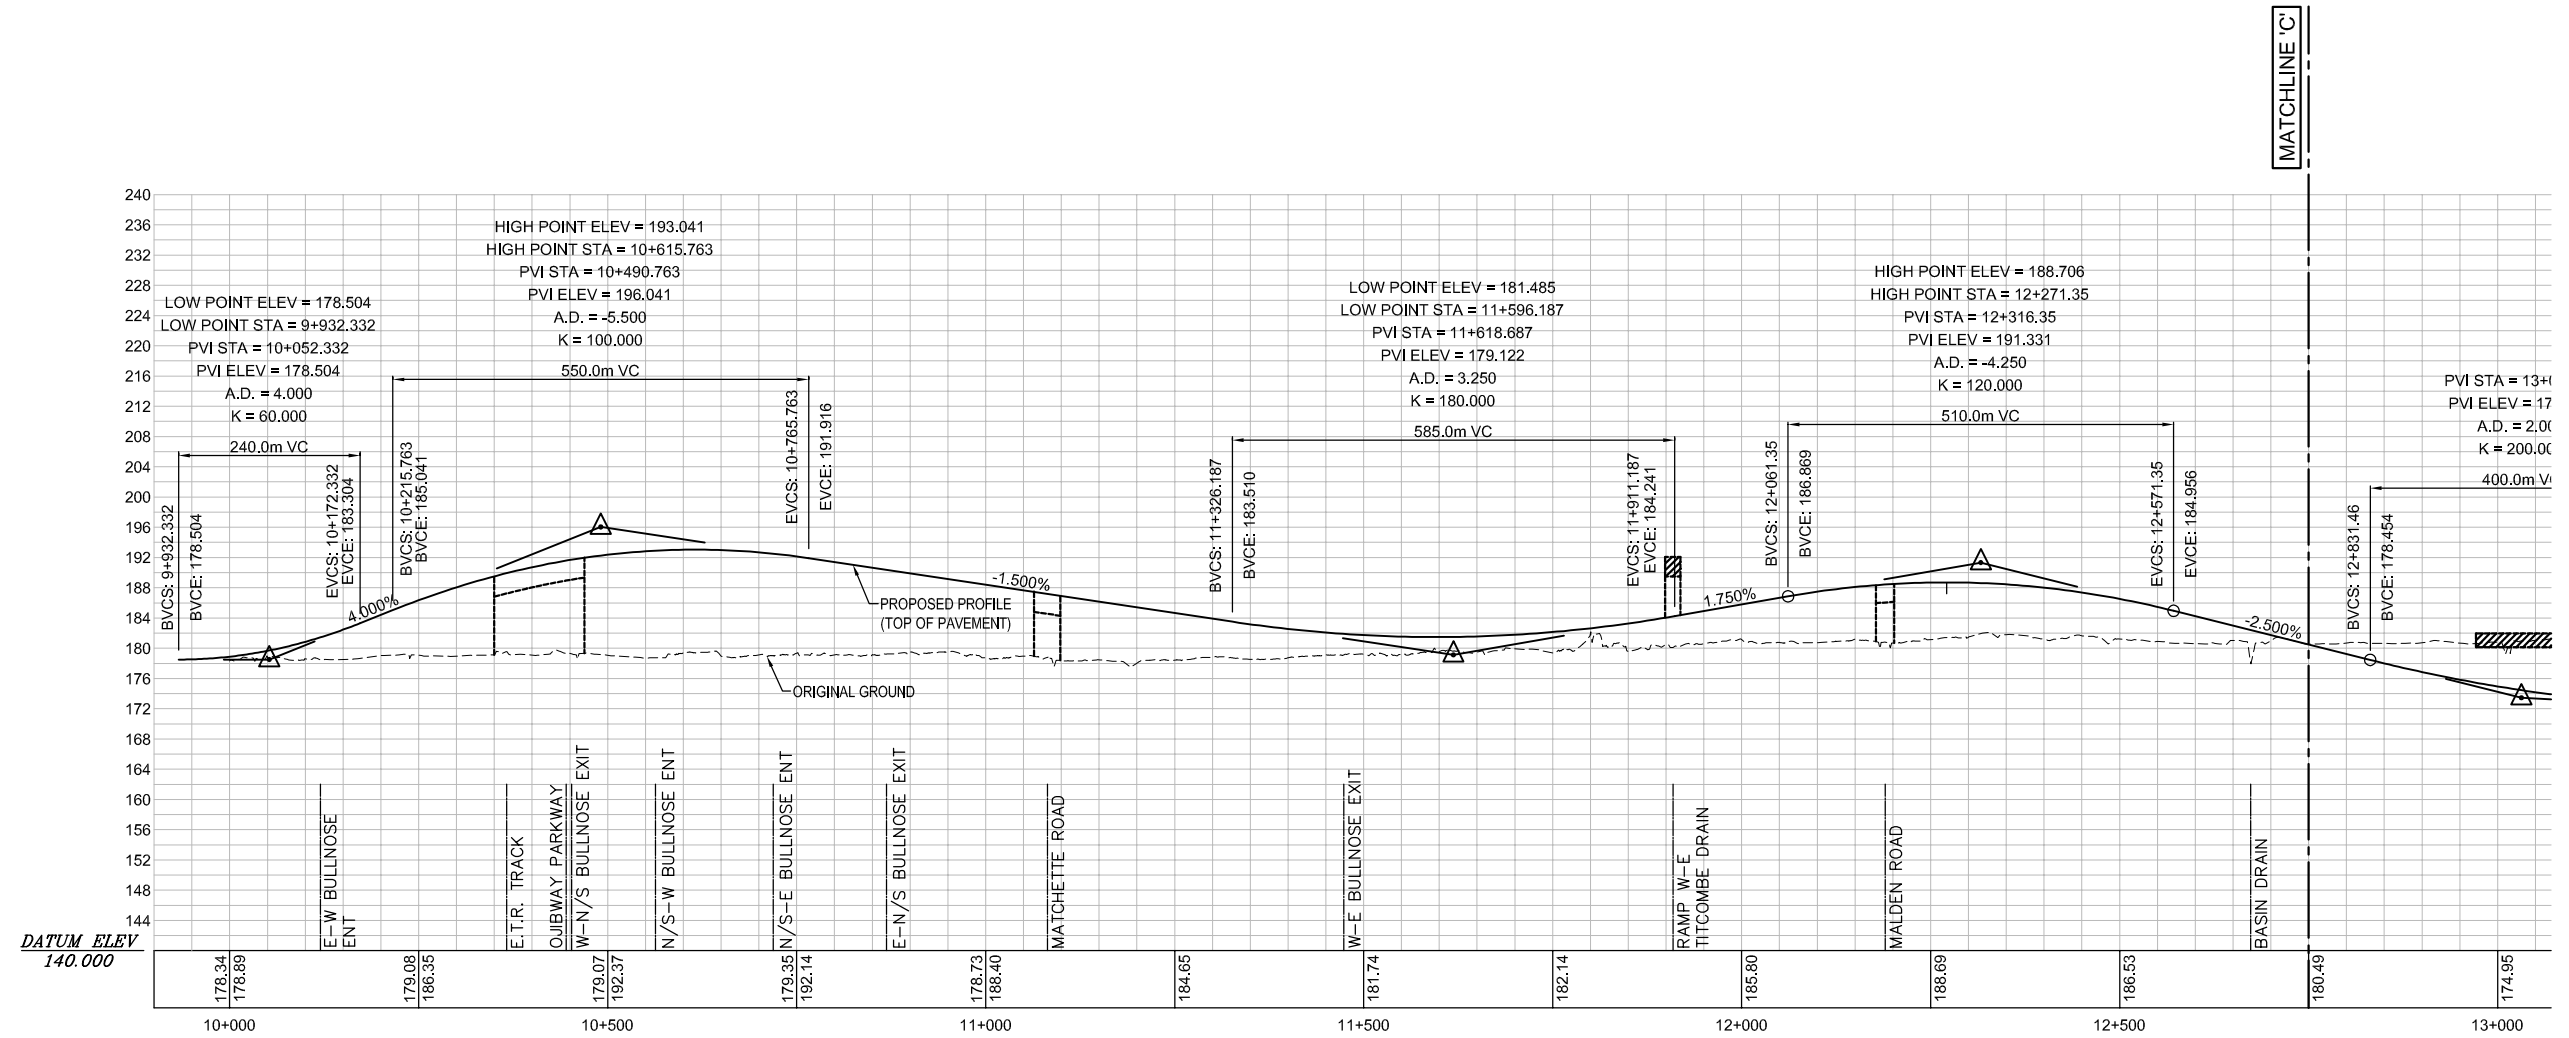 MATCHLINE 'C'
240
236
232
228
224
220
216
212
208
204
200
196
192
188
184
180
176
172
168
164
160
156
152
148
144
DATUM ELEV
140.000
LOW POINT ELEV = 178.504
LOW POINT STA = 9+932.332
PVI STA = 10+052.332
PVI ELEV = 178.504
A.D. = 4.000
K = 60.000
240.0m VC
BVCS: 9+932.332
BVCE: 178.504
EVCS: 10+172.332
EVCE: 183.304
4.000%
HIGH POINT ELEV = 193.041
HIGH POINT STA = 10+615.763
PVI STA = 10+490.763
PVI ELEV = 196.041
A.D. = -5.500
K = 100.000
550.0m VC
BVCS: 10+215.763
BVCE: 185.041
EVCS: 10+765.763
EVCE: 191.916
PROPOSED PROFILE
(TOP OF PAVEMENT)
ORIGINAL GROUND
-1.500%
LOW POINT ELEV = 181.485
LOW POINT STA = 11+596.187
PVI STA = 11+618.687
PVI ELEV = 179.122
A.D. = 3.250
K = 180.000
585.0m VC
BVCS: 11+326.187
BVCE: 183.510
EVCS: 11+911.187
EVCE: 184.241
1.750%
HIGH POINT ELEV = 188.706
HIGH POINT STA = 12+271.35
PVI STA = 12+316.35
PVI ELEV = 191.331
A.D. = -4.250
K = 120.000
510.0m VC
BVCS: 12+061.35
BVCE: 186.869
EVCS: 12+571.35
EVCE: 184.956
-2.500%
PVI STA = 13+
PVI ELEV = 17
A.D. = 2.00
K = 200.00
400.0m V
BVCS: 12+831.46
BVCE: 178.454
E-W BULLNOSE
ENT
E.T.R. TRACK
OJIBWAY PARKWAY
W-N/S BULLNOSE EXIT
N/S-W BULLNOSE ENT
N/S-E BULLNOSE ENT
E-N/S BULLNOSE EXIT
MATCHETTE ROAD
W-E BULLNOSE EXIT
RAMP W-E
TITCOMBE DRAIN
MALDEN ROAD
BASIN DRAIN
178.34
178.89
179.08
186.35
179.07
192.37
179.35
192.14
178.73
188.40
184.65
181.74
182.14
185.80
188.69
186.53
180.49
174.95
10+000
10+500
11+000
11+500
12+000
12+500
13+000